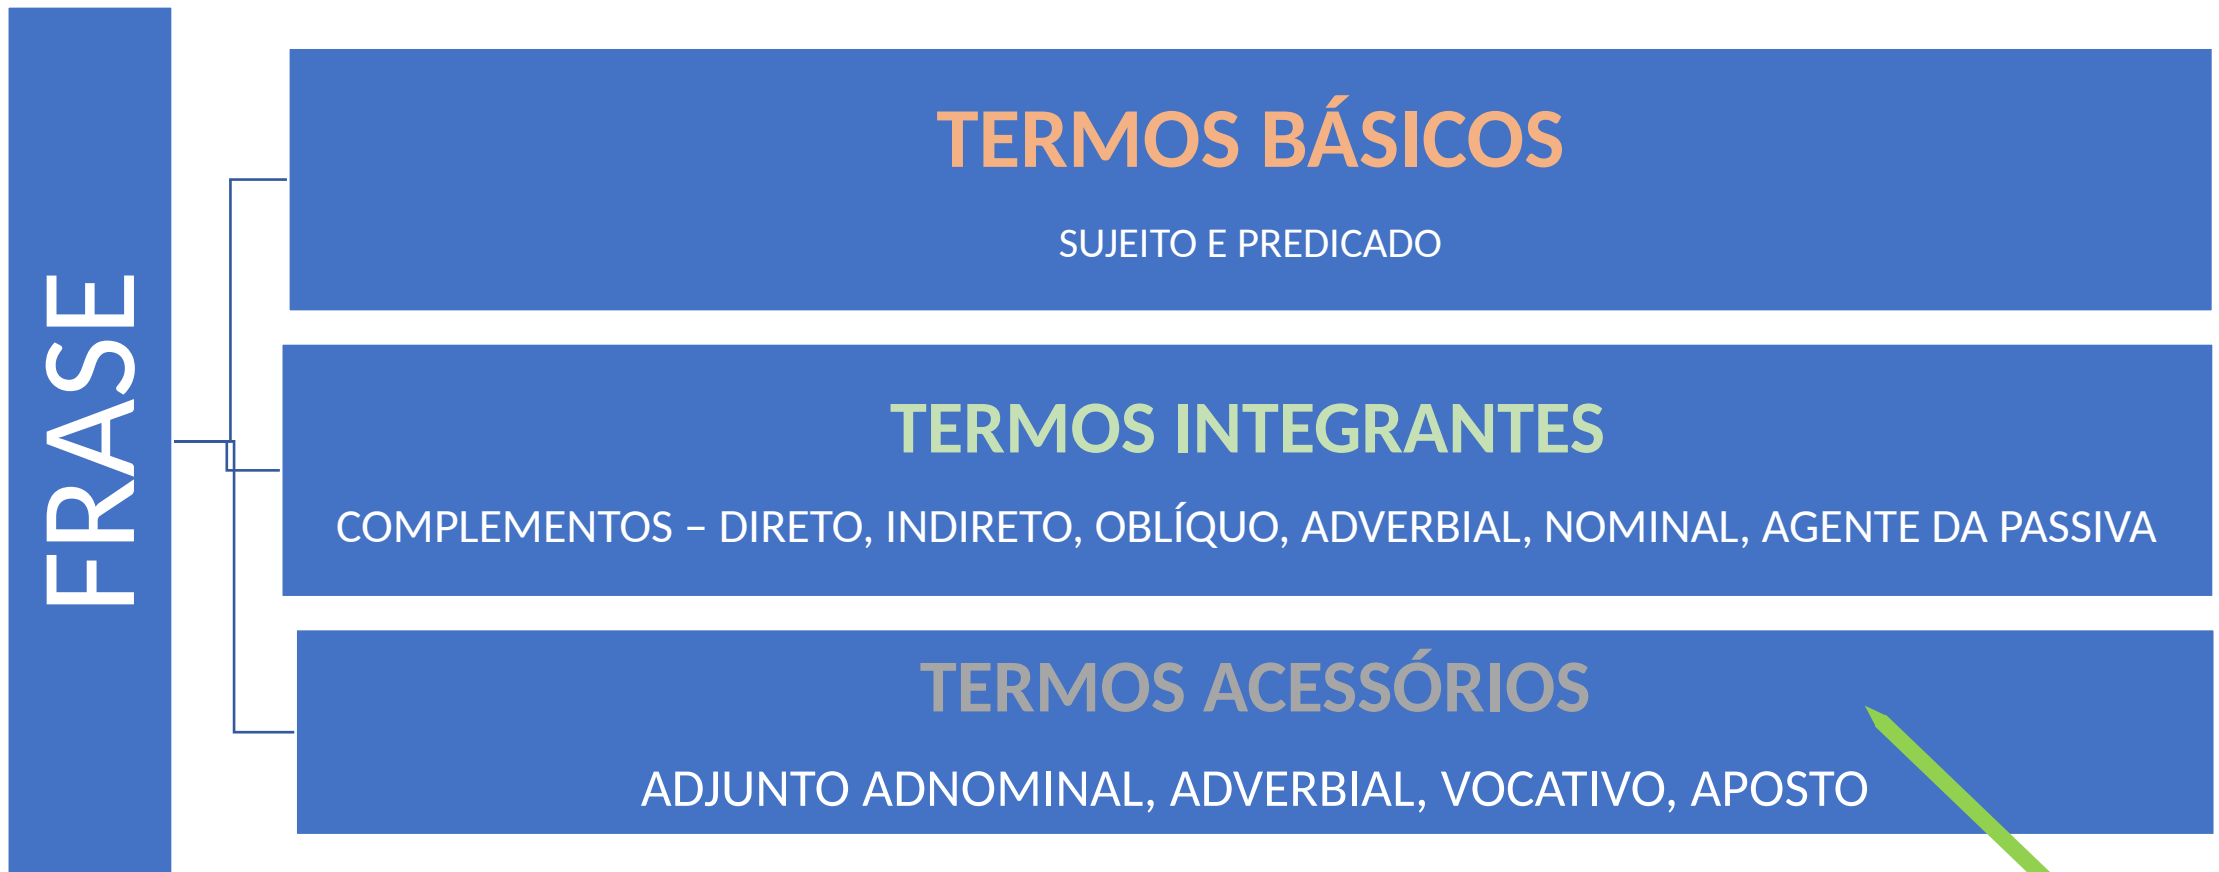 FRASE
TERMOS BÁSICOS
SUJEITO E PREDICADO
TERMOS INTEGRANTES
COMPLEMENTOS – DIRETO, INDIRETO, OBLÍQUO, ADVERBIAL, NOMINAL, AGENTE DA PASSIVA
TERMOS ACESSÓRIOS
ADJUNTO ADNOMINAL, ADVERBIAL, VOCATIVO, APOSTO